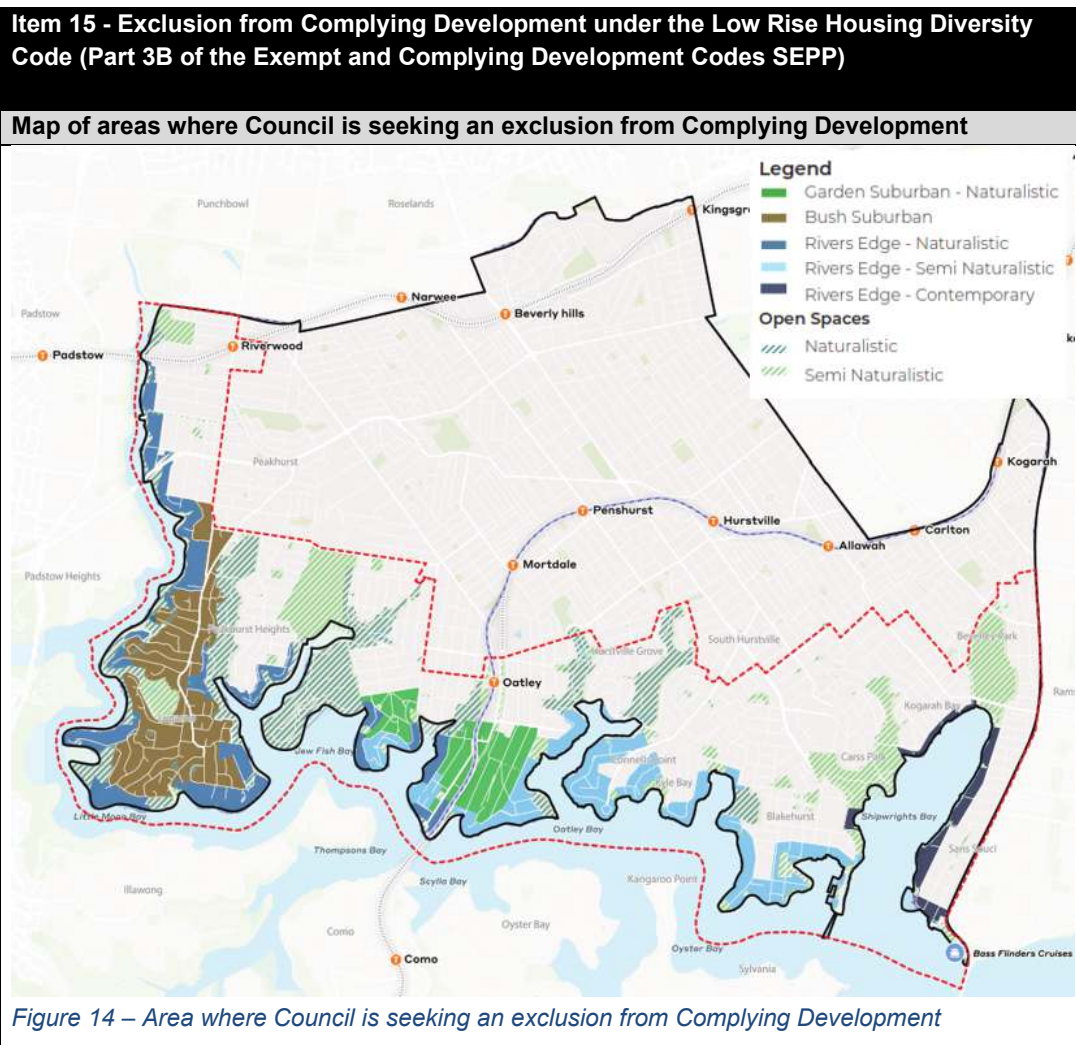 Item 15 - Exclusion from Complying Development under the Low Rise Housing Diversity
Code (Part 3B of the Exempt and Complying Development Codes SEPP)
Map of areas where Council is seeking an exclusion from Complying Development
Legend
Garden Suburban - Naturalistic
Bush Suburban
Rivers Edge - Naturalistic
Rivers Edge - Semi Naturalistic
Rivers Edge - Contemporary
Open Spaces
Naturalistic
Semi Naturalistic
Punchbowl
Roselands
Kingsgr
Narwee
Beverly hills
Padstow
Padstow
Riverwood
Peakhurst
Kogarah
Penshurst
Hurstville
Carlton
Allawah
Mortdale
Padstow Heights
Peakhurst Heights
South Hurstville
Beverley Park
Hurstville Grove
Oatley
Rams
Kogarah Bay
Jew Fish Bay
Connells Point
Kyle Bay
Carss Park
Little Moon Bay
Blakehurst
Shipwrights Bay
Oatley Bay
Sans Souci
Thompsons Bay
Scylla Bay
Kangaroo Point
Illawong
Como
Oyster Bay
Oyster Bay
Bass Flinders Cruises
Como
Sylvania
Figure 14 – Area where Council is seeking an exclusion from Complying Development